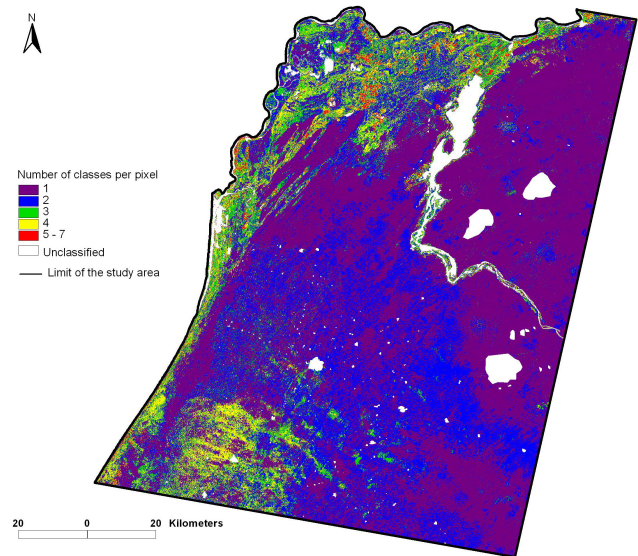 N
Number of classes per pixel
1
2
3
4
5 - 7
Unclassified
Limit of the study area
20 0 20 Kilometers